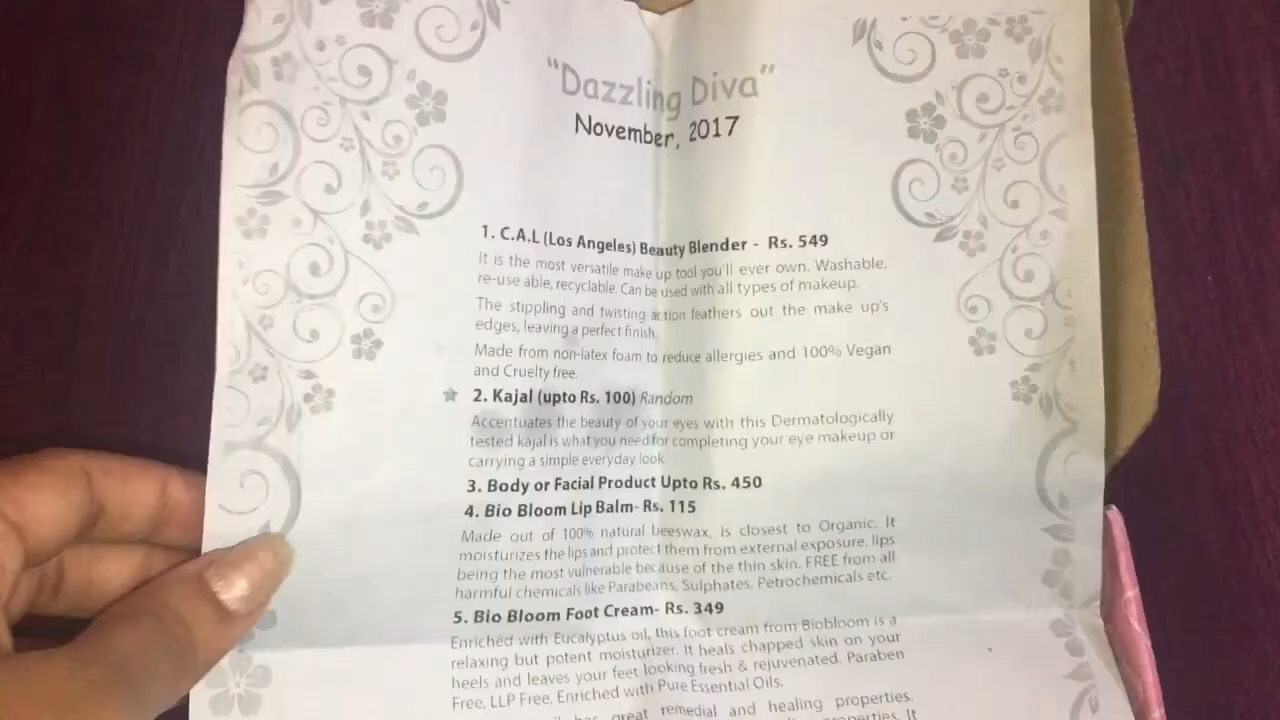 "Dazzling Diva"
November, 2017
1. C.A.L (Los Angeles) Beauty Blender - Rs. 549
It is the most versatile make up tool you'll ever own. Washable,
re-use able, recyclable. Can be used with all types of makeup.
The stippling and twisting action feathers out the make up's
edges, leaving a perfect finish.
Made from non-latex foam to reduce allergies and 100% Vegan
and Cruelty free.
2. Kajal (upto Rs. 100) Random
Accentuates the beauty of your eyes with this Dermatologically
tested kajal is what you need for completing your eye makeup or
carrying a simple everyday look.
3. Body or Facial Product Upto Rs. 450
4. Bio Bloom Lip Balm- Rs. 115
Made out of 100% natural beeswax, is closest to Organic. It
moisturizes the lips and protect them from external exposure, lips
being the most vulnerable because of the thin skin. FREE from all
harmful chemicals like Parabeans, Sulphates, Petrochemicals etc.
5. Bio Bloom Foot Cream- Rs. 349
Enriched with Eucalyptus oil, this foot cream from Biobloom is a
relaxing but potent moisturizer. It heals chapped skin on your
heels and leaves your feet looking fresh & rejuvenated. Paraben
Free, LLP Free, Enriched with Pure Essential Oils.
has great remedial and healing properties.
properties. It